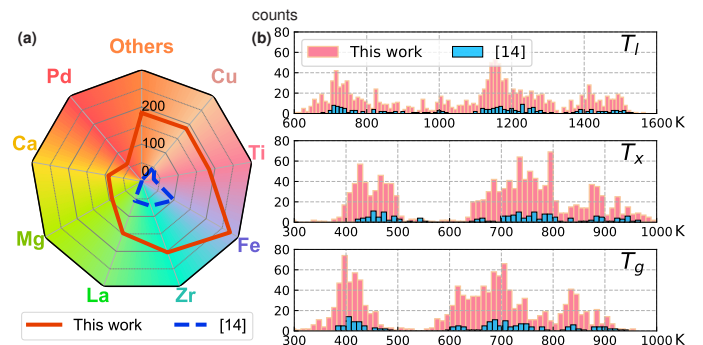 counts
(a)
Others
Pd
Cu
Ca
Ti
Mg
Fe
La
Zr
200
100
0
This work
[14]
(b)
80
60
40
20
0
This work
[14]
T_l
600 800 1000 1200 1400 1600 K
80
60
40
20
0
T_x
300 400 500 600 700 800 900 1000 K
80
60
40
20
0
T_g
300 400 500 600 700 800 900 1000 K